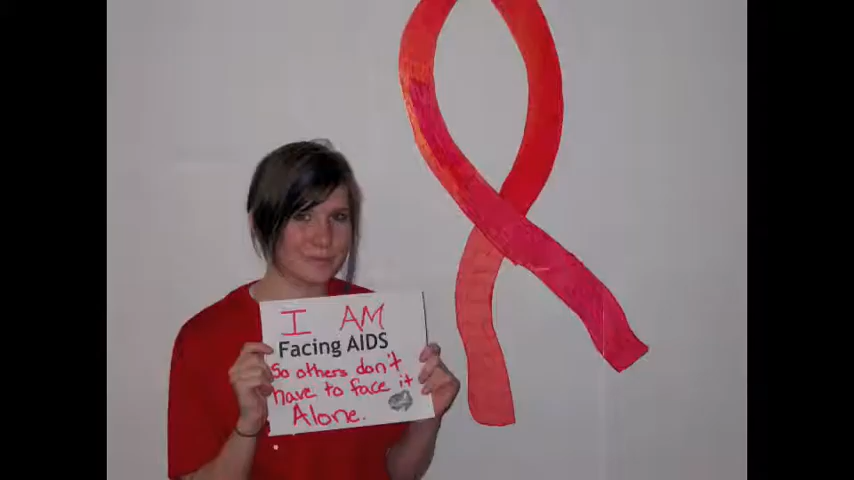 I AM
Facing AIDS
So others don't
have to face it
Alone.